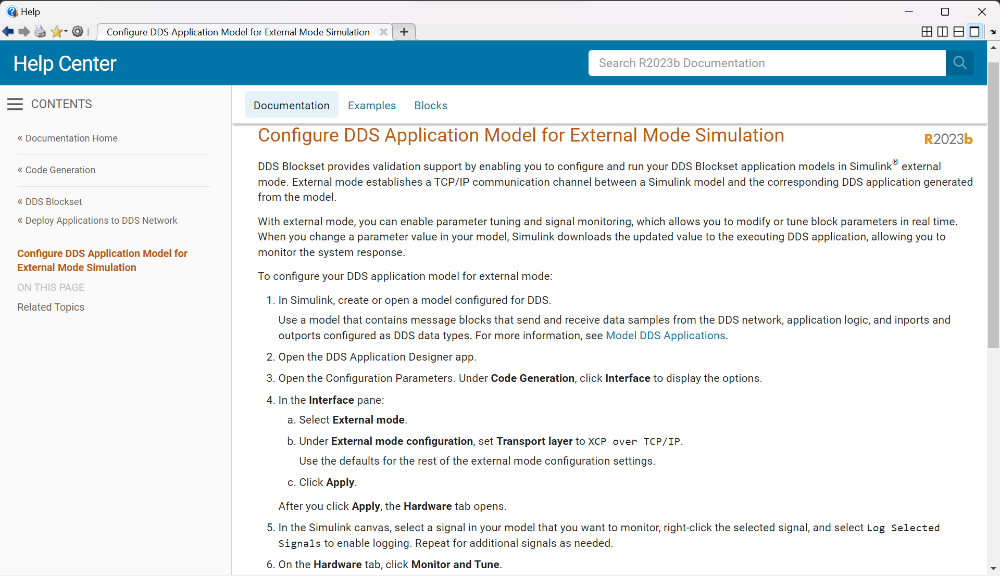 Help
Configure DDS Application Model for External Mode Simulation
Help Center
Search R2023b Documentation
CONTENTS
« Documentation Home
« Code Generation
« DDS Blockset
« Deploy Applications to DDS Network
Configure DDS Application Model for
External Mode Simulation
ON THIS PAGE
Related Topics
Documentation Examples Blocks
Configure DDS Application Model for External Mode Simulation
R2023b
DDS Blockset provides validation support by enabling you to configure and run your DDS Blockset application models in Simulink® external
mode. External mode establishes a TCP/IP communication channel between a Simulink model and the corresponding DDS application generated
from the model.
With external mode, you can enable parameter tuning and signal monitoring, which allows you to modify or tune block parameters in real time.
When you change a parameter value in your model, Simulink downloads the updated value to the executing DDS application, allowing you to
monitor the system response.
To configure your DDS application model for external mode:
1. In Simulink, create or open a model configured for DDS.
Use a model that contains message blocks that send and receive data samples from the DDS network, application logic, and inports and
outports configured as DDS data types. For more information, see Model DDS Applications.
2. Open the DDS Application Designer app.
3. Open the Configuration Parameters. Under Code Generation, click Interface to display the options.
4. In the Interface pane:
a. Select External mode.
b. Under External mode configuration, set Transport layer to XCP over TCP/IP.
Use the defaults for the rest of the external mode configuration settings.
c. Click Apply.
After you click Apply, the Hardware tab opens.
5. In the Simulink canvas, select a signal in your model that you want to monitor, right-click the selected signal, and select Log Selected
Signals to enable logging. Repeat for additional signals as needed.
6. On the Hardware tab, click Monitor and Tune.